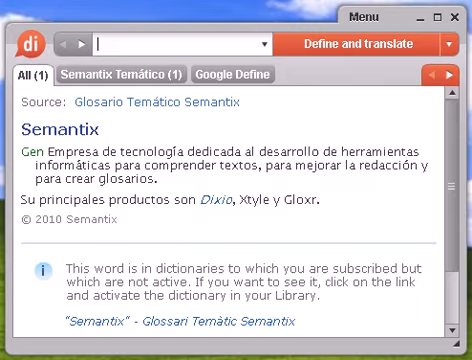 Menu
di
Define and translate
All (1)
Semantix Temático (1)
Google Define
Source: Glosario Temático Semantix
Semantix
Gen Empresa de tecnología dedicada al desarrollo de herramientas
informáticas para comprender textos, para mejorar la redacción y
para crear glosarios.
Su principales productos son Dixio, Xtyle y Gloxr.
© 2010 Semantix
i
This word is in dictionaries to which you are subscribed but
which are not active. If you want to see it, click on the link
and activate the dictionary in your Library.
"Semantix" - Glossari Temàtic Semantix